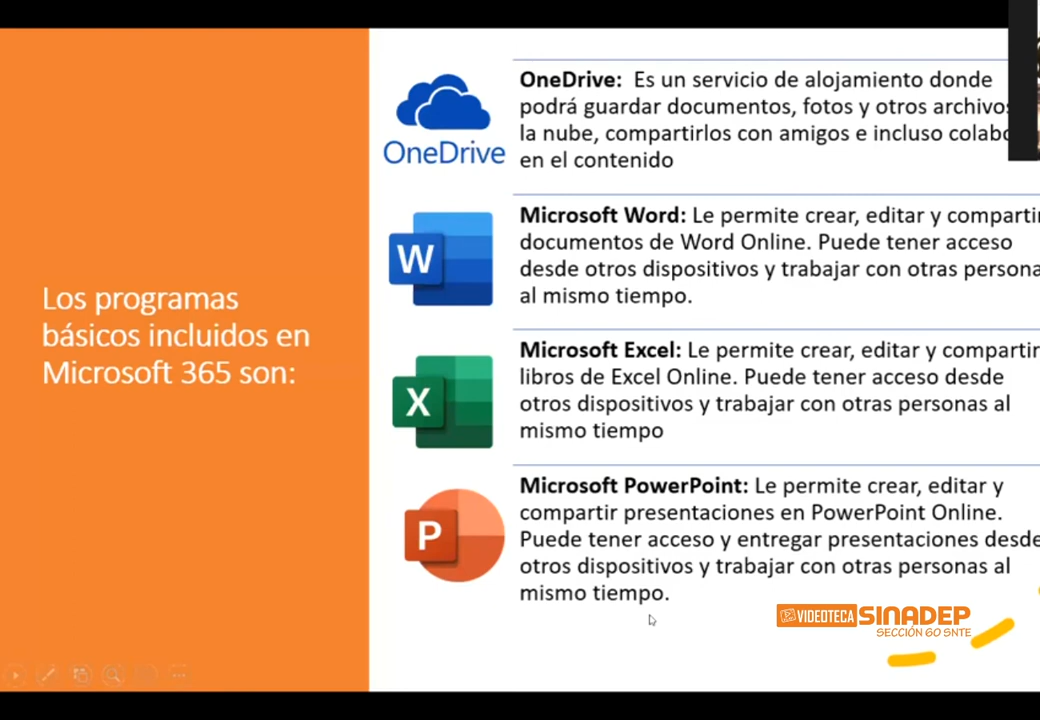 Los programas
básicos incluidos en
Microsoft 365 son:
OneDrive
OneDrive: Es un servicio de alojamiento donde
podrá guardar documentos, fotos y otros archivos
la nube, compartirlos con amigos e incluso colabo
en el contenido
W
Microsoft Word: Le permite crear, editar y compartir
documentos de Word Online. Puede tener acceso
desde otros dispositivos y trabajar con otras persona
al mismo tiempo.
X
Microsoft Excel: Le permite crear, editar y compartir
libros de Excel Online. Puede tener acceso desde
otros dispositivos y trabajar con otras personas al
mismo tiempo
P
Microsoft PowerPoint: Le permite crear, editar y
compartir presentaciones en PowerPoint Online.
Puede tener acceso y entregar presentaciones desde
otros dispositivos y trabajar con otras personas al
mismo tiempo.
VIDEOTECA SINADEP
SECCIÓN 60 SNTE